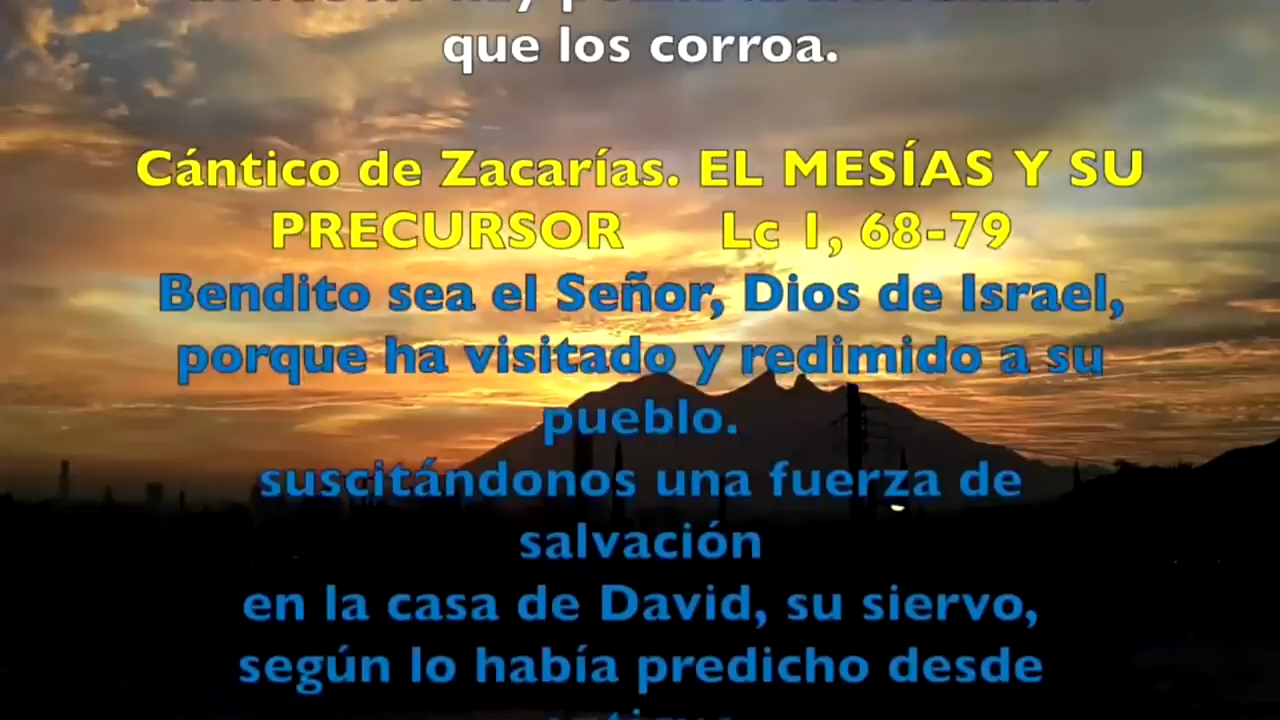 que los corroa.
Cántico de Zacarías. EL MESÍAS Y SU
PRECURSOR Lc 1, 68-79
Bendito sea el Señor, Dios de Israel,
porque ha visitado y redimido a su
pueblo.
suscitándonos una fuerza de
salvación
en la casa de David, su siervo,
según lo había predicho desde